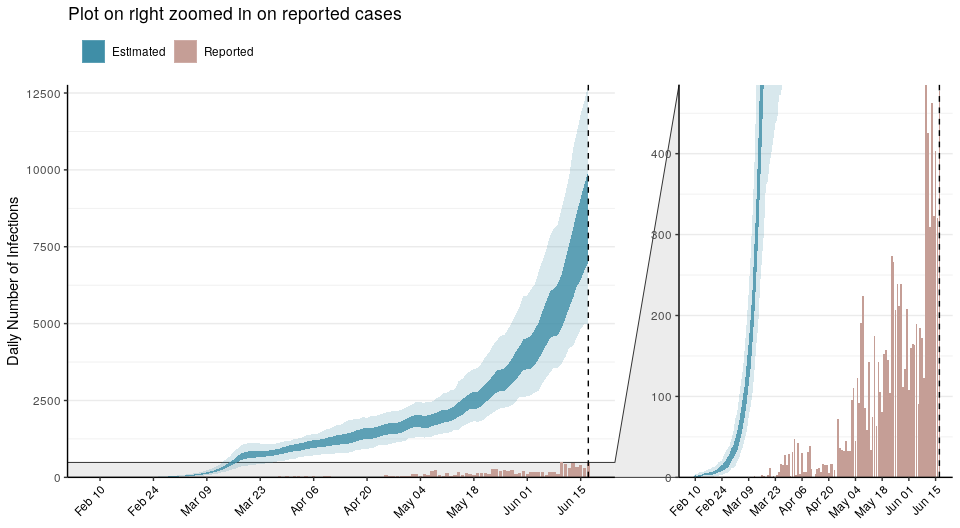 Plot on right zoomed in on reported cases
Estimated Reported
Daily Number of Infections
12500
10000
7500
5000
2500
0
Feb 10 Feb 24 Mar 09 Mar 23 Apr 06 Apr 20 May 04 May 18 Jun 01 Jun 15
400
300
200
100
0
Feb 10 Feb 24 Mar 09 Mar 23 Apr 06 Apr 20 May 04 May 18 Jun 01 Jun 15